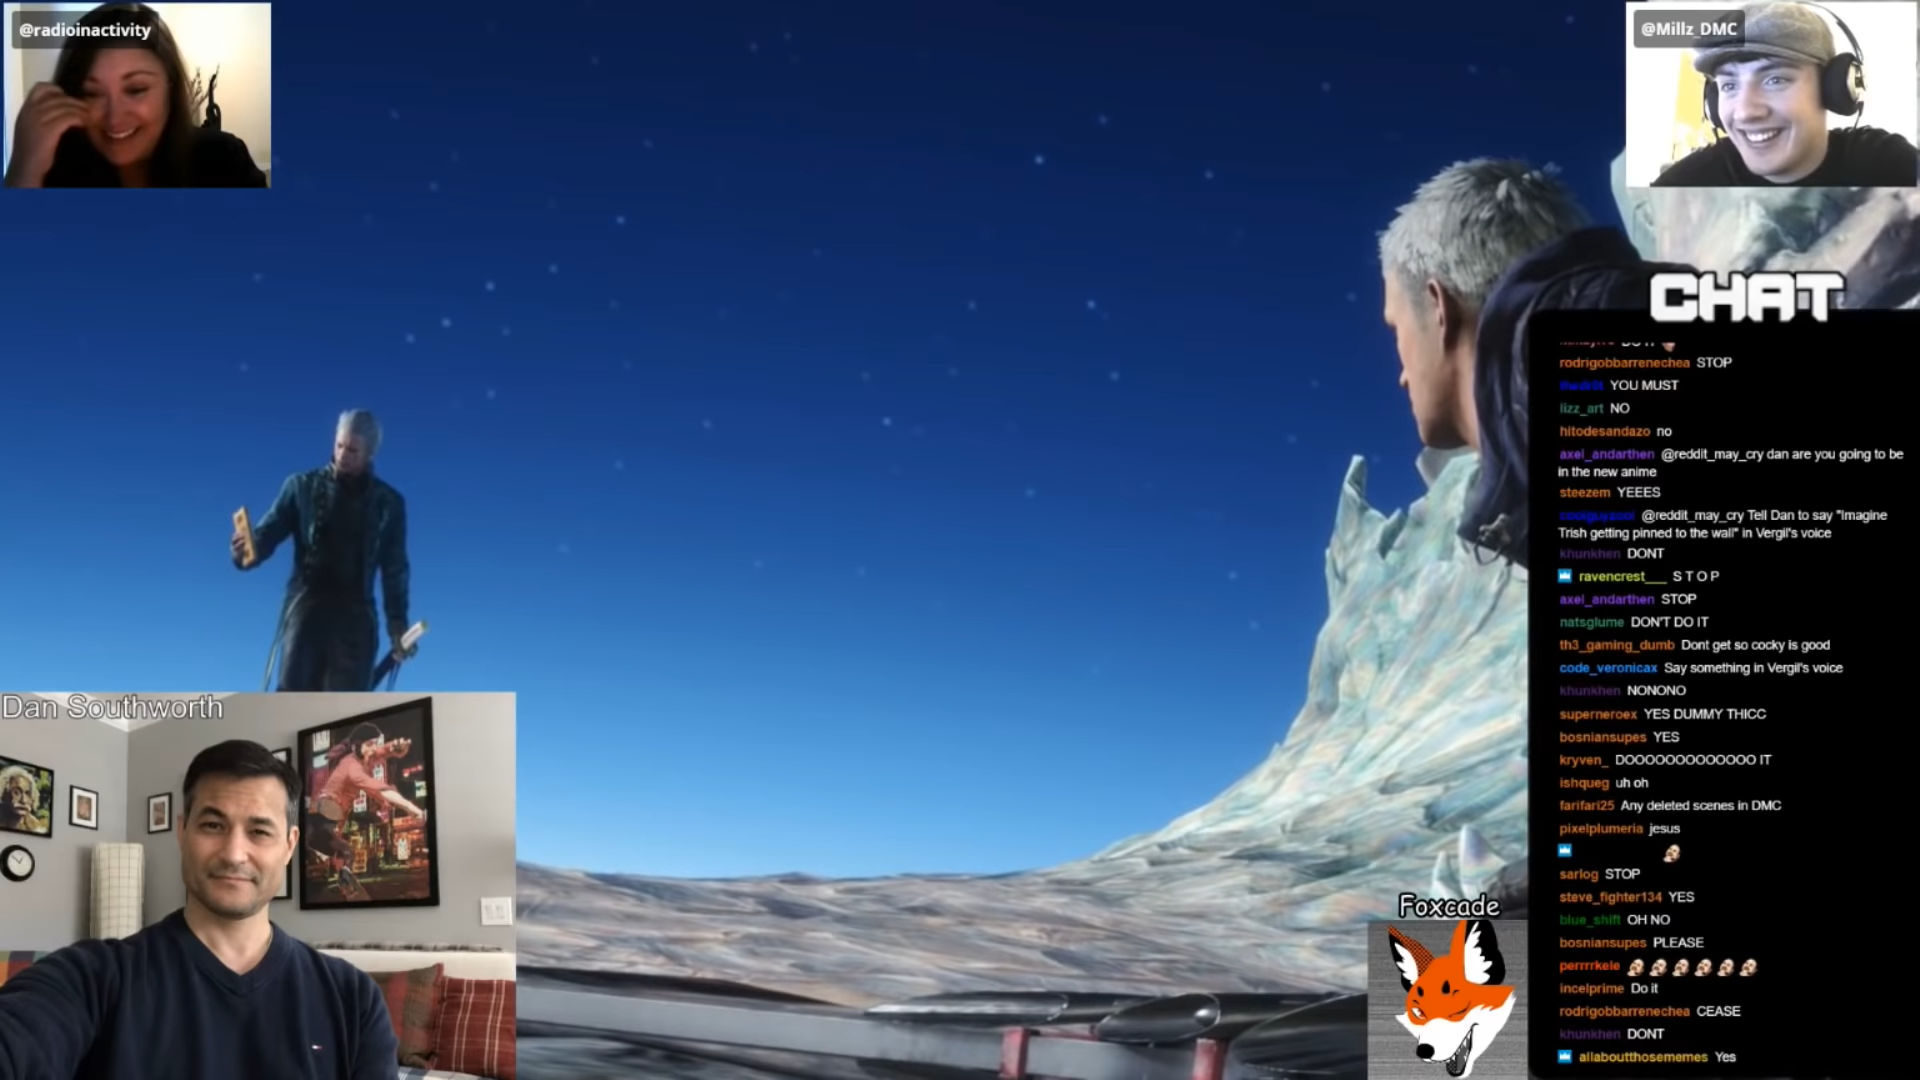 @radioinactivity
@Millz_DMC
CHAT
rodrigobbarrenechea STOP
YOU MUST
lizz_art NO
hitodesandazo no
axel_andarthen @reddit_may_cry dan are you going to be
in the new anime
steezem YEEES
@reddit_may_cry Tell Dan to say "Imagine
Trish getting pinned to the wall" in Vergil's voice
khunkhen DONT
ravencrest___ S T O P
axel_andarthen STOP
natsglume DON'T DO IT
th3_gaming_dumb Dont get so cocky is good
code_veronicax Say something in Vergil's voice
khunkhen NONONO
superneroex YES DUMMY THICC
bosniansupes YES
kryven_ DOOOOOOOOOOOOO IT
ishqueg uh oh
farifari25 Any deleted scenes in DMC
pixelplumeria jesus
sarlog STOP
steve_fighter134 YES
blue_shift OH NO
bosniansupes PLEASE
perrrrkele
incelprime Do it
rodrigobbarrenechea CEASE
khunkhen DONT
allaboutthosememes Yes
Dan Southworth
Foxcade